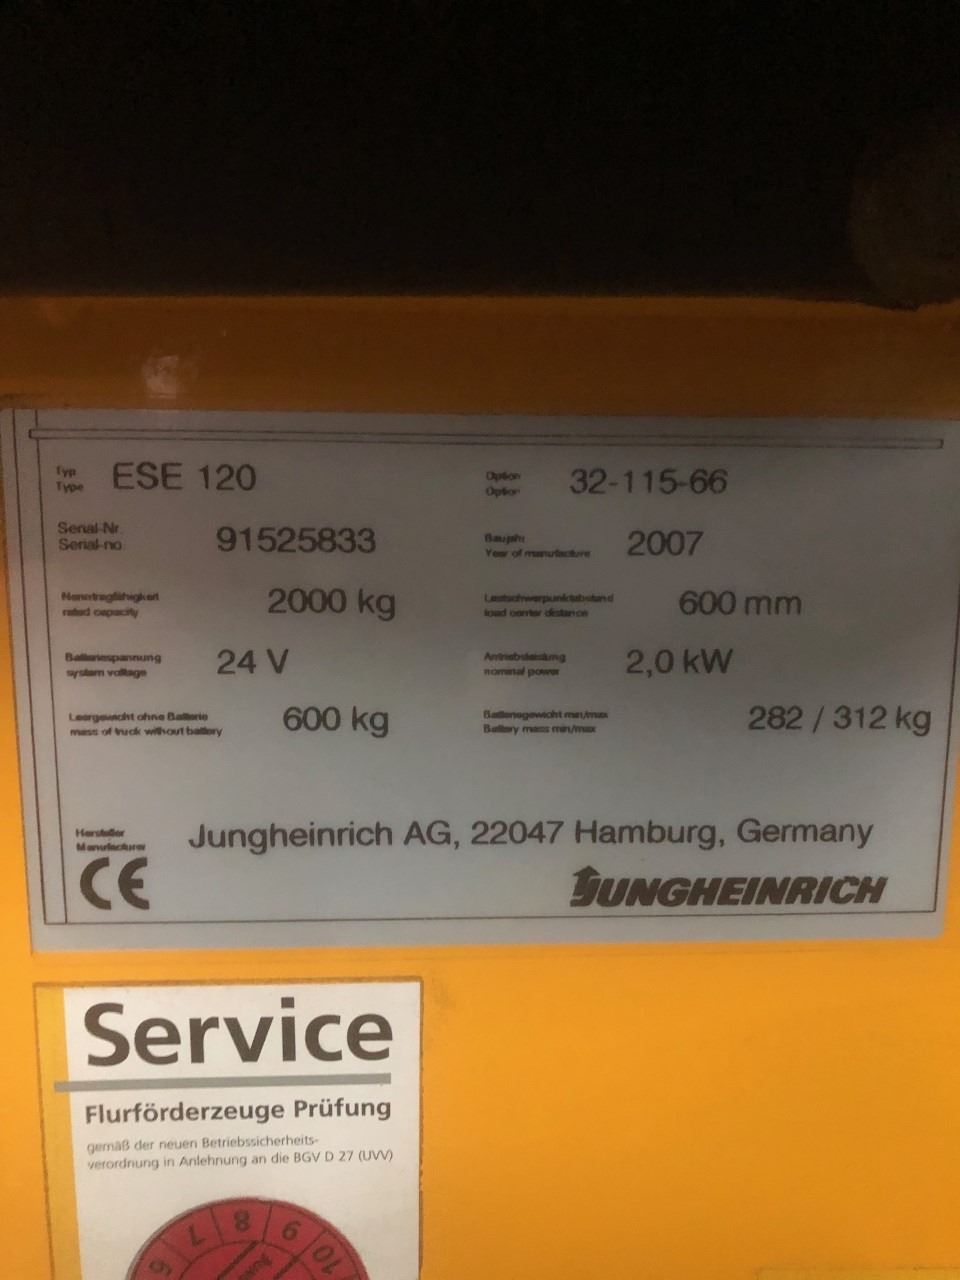 Typ ESE 120 Option 32-115-66
Type Option
Serial-Nr. 91525833 Baujahr 2007
Serial-no. Year of manufacture
Nenntragfähigkeit 2000 kg Lastschwerpunktabstand 600 mm
rated capacity load center distance
Batteriespannung 24 V Antriebsleistung 2,0 kW
system voltage nominal power
Leergewicht ohne Batterie 600 kg Batteriegewicht min/max 282 / 312 kg
mass of truck without battery Battery mass min/max
Hersteller Jungheinrich AG, 22047 Hamburg, Germany
Manufacturer
CE JUNGHEINRICH
Service
Flurförderzeuge Prüfung
gemäß der neuen Betriebssicherheits-
verordnung in Anlehnung an die BGV D 27 (UVV)
6 7 8 9 10